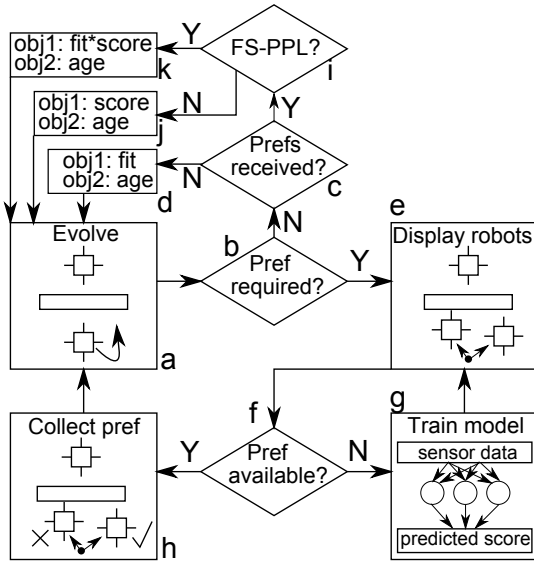 obj1: fit*score
obj2: age
k
Y
FS-PPL?
i
obj1: score
obj2: age
j
N
Y
obj1: fit
obj2: age
d
N
Prefs
received?
c
N
Evolve
a
b
Pref
required?
Y
e
Display robots
f
Pref
available?
Y
N
g
Train model
sensor data
predicted score
Collect pref
h